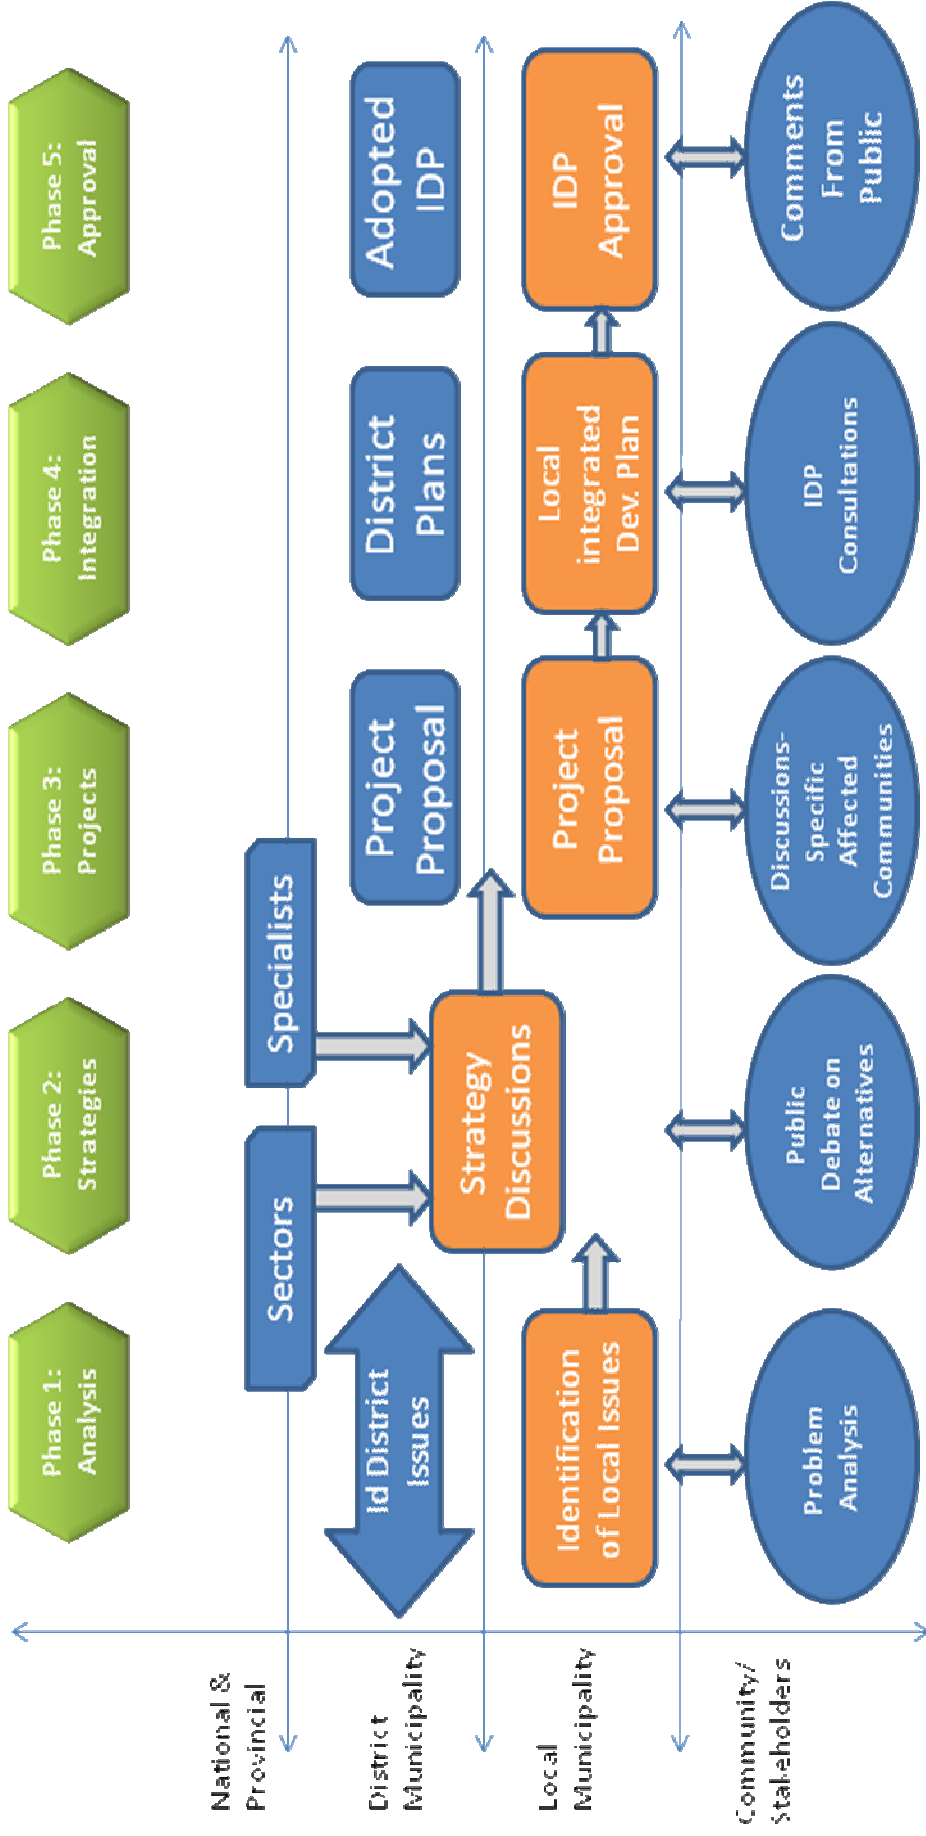 Phase 1:
Analysis
Phase 2:
Strategies
Phase 3:
Projects
Phase 4:
Integration
Phase 5:
Approval
National &
Provincial
Sectors
Specialists
District
Municipality
Id District
Issues
Project
Proposal
District
Plans
Adopted
IDP
Strategy
Discussions
Local
Municipality
Identification
of Local Issues
Project
Proposal
Local
integrated
Dev. Plan
IDP
Approval
Community/
Stakeholders
Problem
Analysis
Public
Debate on
Alternatives
Discussions-
Specific
Affected
Communities
IDP
Consultations
Comments
From
Public